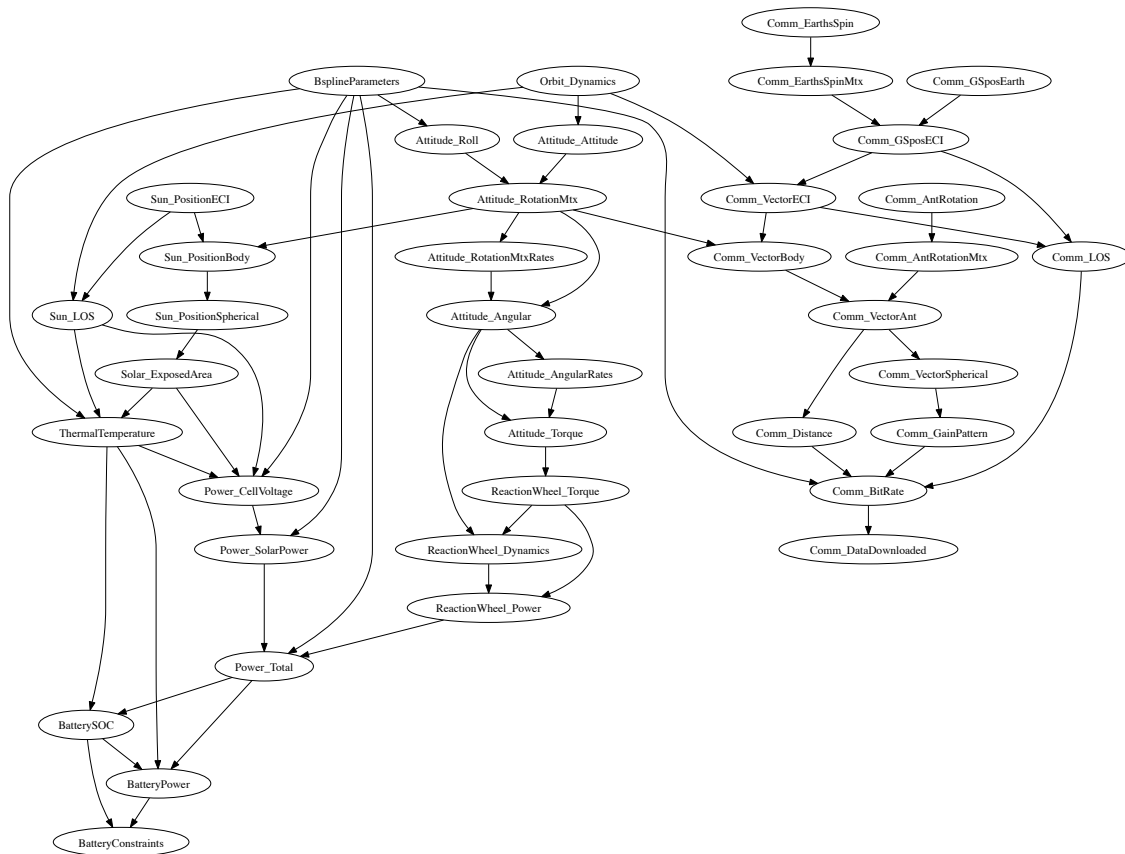 Comm_EarthsSpin
BsplineParameters
Orbit_Dynamics
Comm_EarthsSpinMtx
Comm_GSposEarth
Attitude_Roll
Attitude_Attitude
Comm_GSposECI
Sun_PositionECI
Attitude_RotationMtx
Comm_VectorECI
Comm_AntRotation
Sun_PositionBody
Attitude_RotationMtxRates
Comm_VectorBody
Comm_AntRotationMtx
Comm_LOS
Sun_LOS
Sun_PositionSpherical
Attitude_Angular
Comm_VectorAnt
Solar_ExposedArea
Attitude_AngularRates
Comm_VectorSpherical
ThermalTemperature
Attitude_Torque
Comm_Distance
Comm_GainPattern
Power_CellVoltage
ReactionWheel_Torque
Comm_BitRate
Power_SolarPower
ReactionWheel_Dynamics
Comm_DataDownloaded
ReactionWheel_Power
Power_Total
BatterySOC
BatteryPower
BatteryConstraints